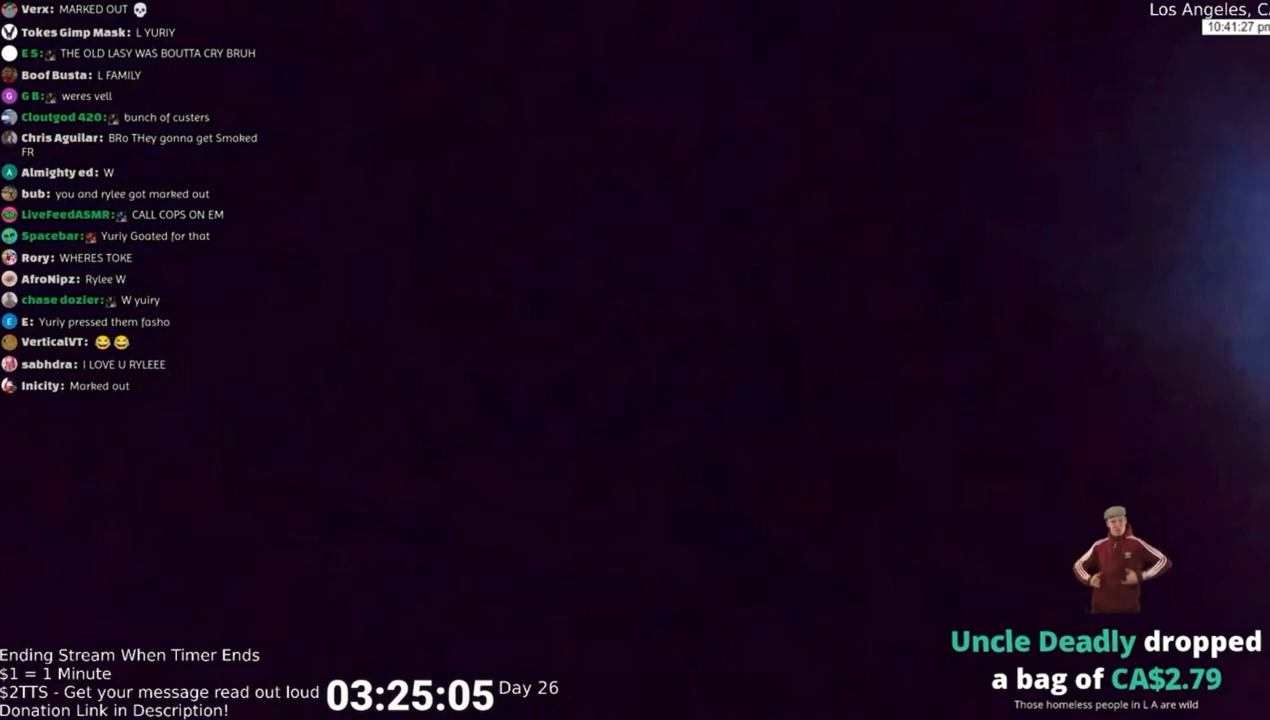 Verx: MARKED OUT 💀
Tokes Gimp Mask: L YURIY
E S: THE OLD LASY WAS BOUTTA CRY BRUH
Boof Busta: L FAMILY
G B: weres vell
Cloutgod 420: bunch of custers
Chris Aguilar: BRo THey gonna get Smoked
FR
Almighty ed: W
bub: you and rylee got marked out
LiveFeedASMR: CALL COPS ON EM
Spacebar: Yuriy Goated for that
Rory: WHERES TOKE
AfroNipz: Rylee W
chase dozier: W yuiry
E: Yuriy pressed them fasho
VerticalVT: 😂 😂
sabhdra: I LOVE U RYLEEE
Inicity: Marked out
Los Angeles, C
10:41:27 pm
Ending Stream When Timer Ends
$1 = 1 Minute
$2TTS - Get your message read out loud
Donation Link in Description!
03:25:05 Day 26
Uncle Deadly dropped
a bag of CA$2.79
Those homeless people in L A are wild